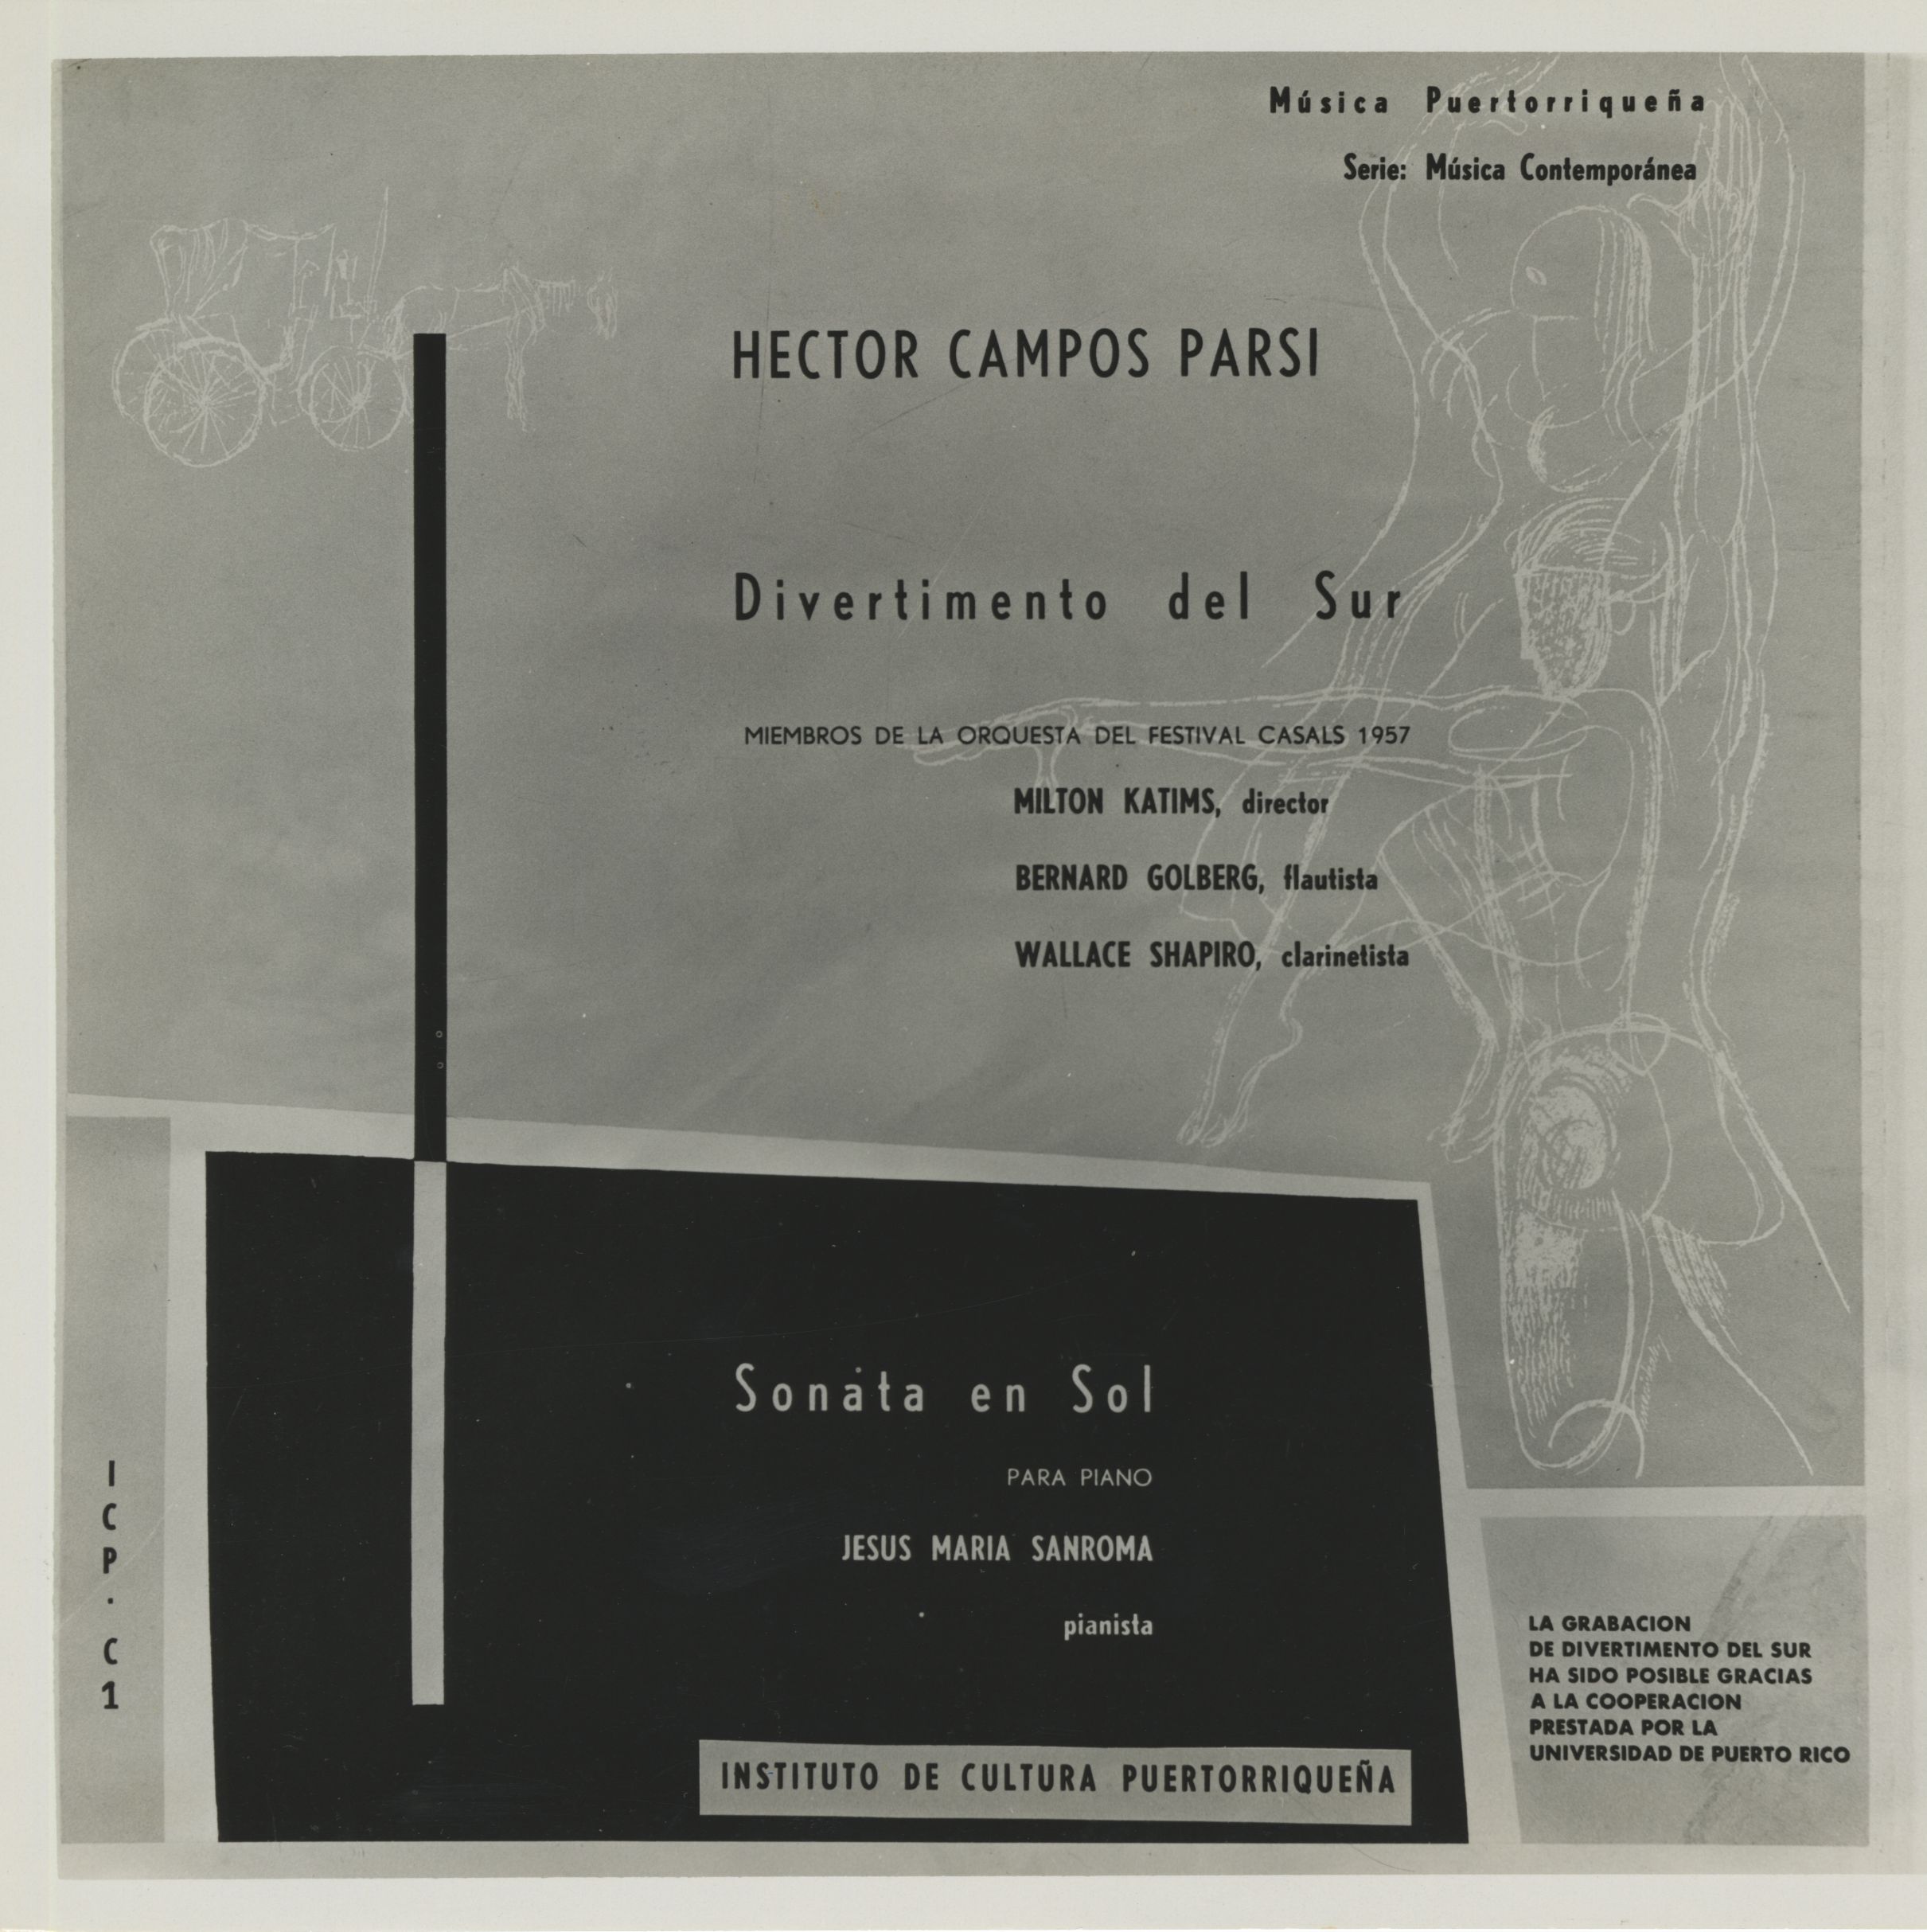 Música Puertorriqueña
Serie: Música Contemporánea
HECTOR CAMPOS PARSI
Divertimento del Sur
MIEMBROS DE LA ORQUESTA DEL FESTIVAL CASALS 1957
MILTON KATIMS, director
BERNARD GOLBERG, flautista
WALLACE SHAPIRO, clarinetista
Sonata en Sol
PARA PIANO
JESUS MARIA SANROMA
pianista
INSTITUTO DE CULTURA PUERTORRIQUEÑA
ICP·C1
LA GRABACION
DE DIVERTIMENTO DEL SUR
HA SIDO POSIBLE GRACIAS
A LA COOPERACION
PRESTADA POR LA
UNIVERSIDAD DE PUERTO RICO